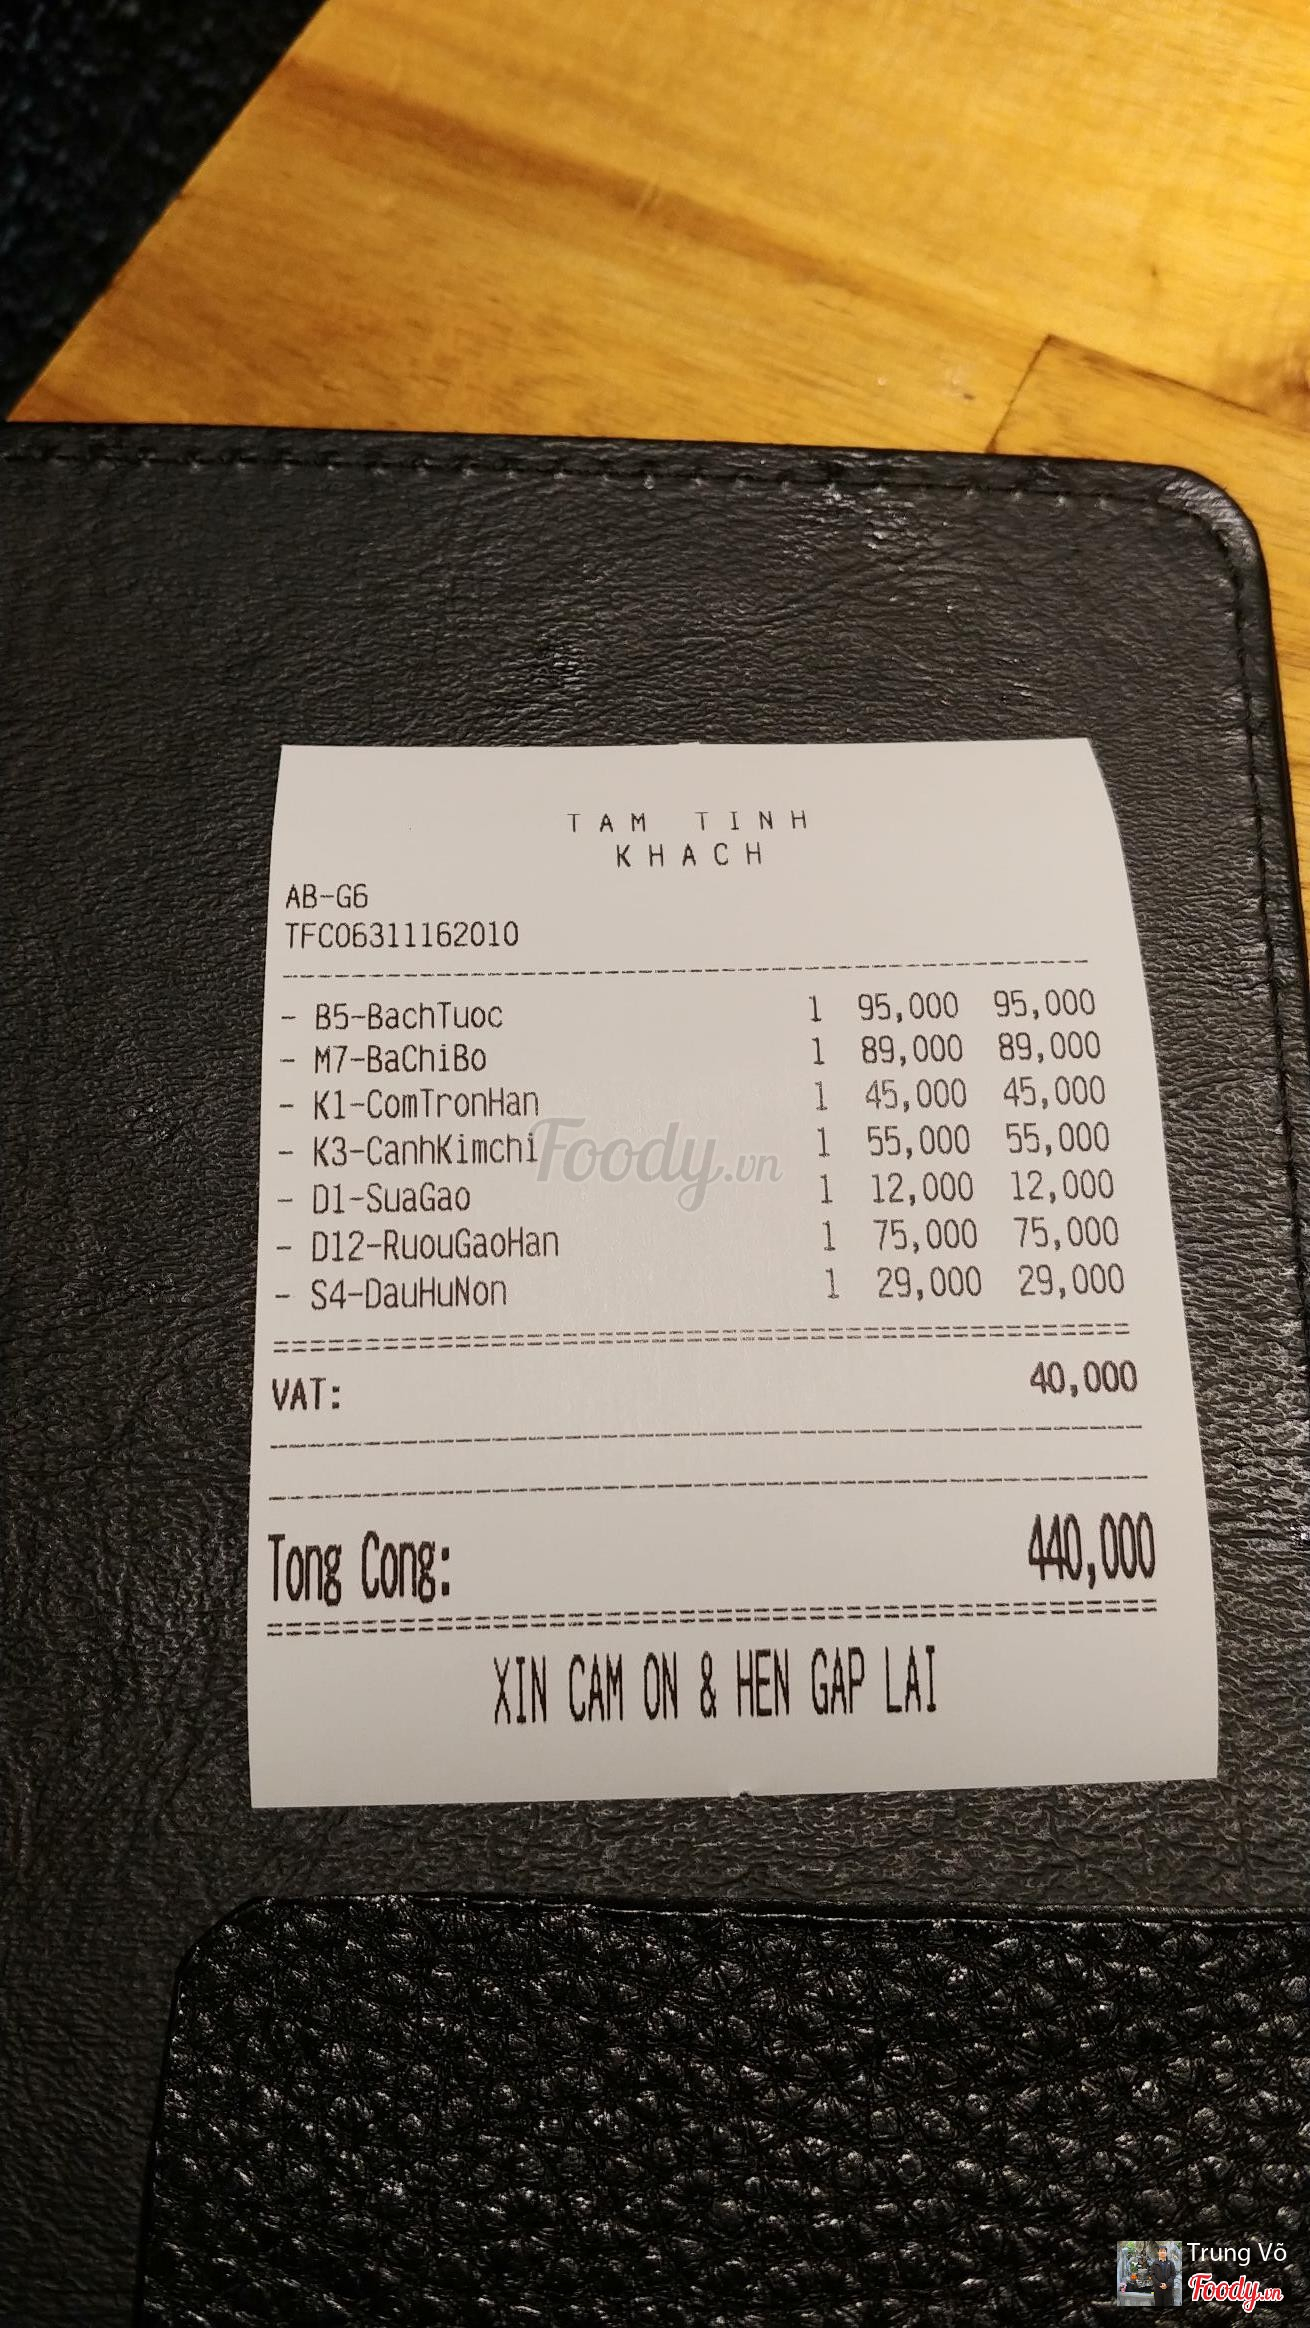 TAM TINH
KHACH
AB-G6
TFC06311162010
- B5-BachTuoc 1 95,000 95,000
- M7-BaChiBo 1 89,000 89,000
- K1-ComTronHan 1 45,000 45,000
- K3-CanhKimchi 1 55,000 55,000
- D1-SuaGao 1 12,000 12,000
- D12-RuouGaoHan 1 75,000 75,000
- S4-DauHuNon 1 29,000 29,000
VAT: 40,000
Tong Cong: 440,000
XIN CAM ON & HEN GAP LAI
Foody.vn
Trung Võ
Foody.vn